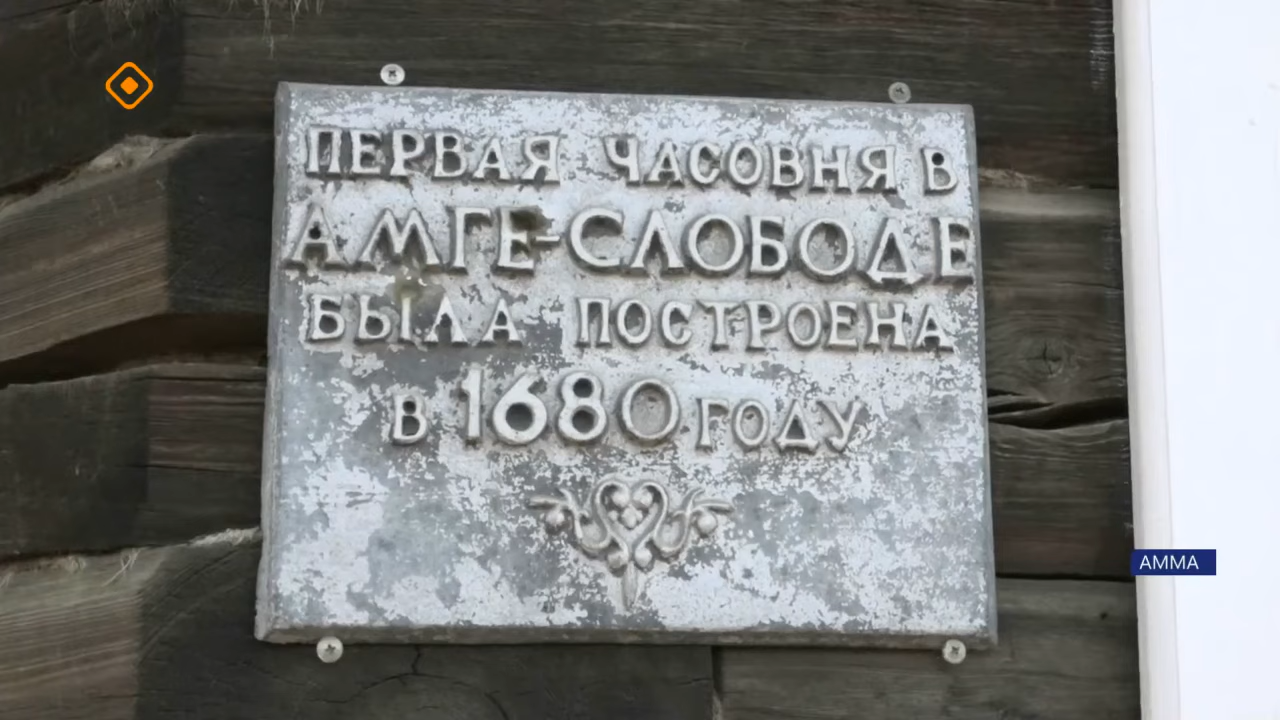 ПЕРВАЯ ЧАСОВНЯ В
АМГЕ-СЛОБОДЕ
БЫЛА ПОСТРОЕНА
В 1680 ГОДУ
АММА